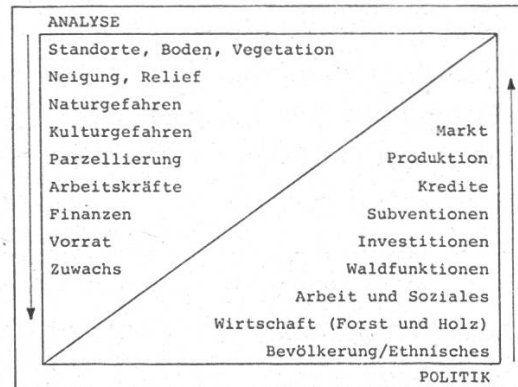 ANALYSE
Standorte, Boden, Vegetation
Neigung, Relief
Naturgefahren
Kulturgefahren
Parzellierung
Arbeitskräfte
Finanzen
Vorrat
Zuwachs
Markt
Produktion
Kredite
Subventionen
Investitionen
Waldfunktionen
Arbeit und Soziales
Wirtschaft (Forst und Holz)
Bevölkerung/Ethnisches
POLITIK